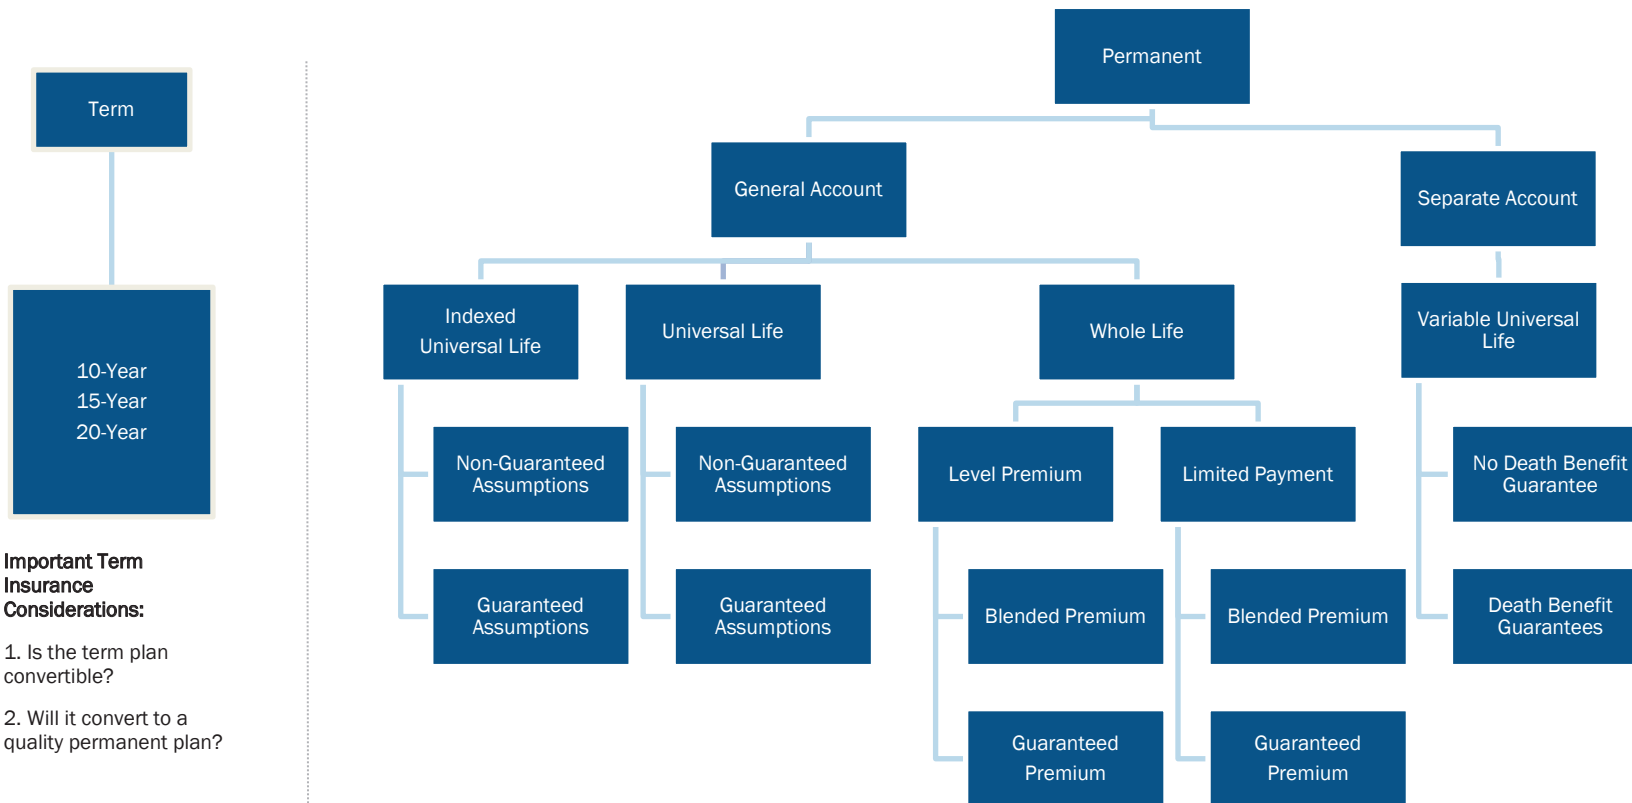 Term
10-Year
15-Year
20-Year
Important Term
Insurance
Considerations:
1. Is the term plan
convertible?
2. Will it convert to a
quality permanent plan?
Permanent
General Account
Separate Account
Indexed
Universal Life
Universal Life
Whole Life
Variable Universal
Life
Non-Guaranteed
Assumptions
Guaranteed
Assumptions
Non-Guaranteed
Assumptions
Guaranteed
Assumptions
Level Premium
Blended Premium
Guaranteed
Premium
Limited Payment
Blended Premium
Guaranteed
Premium
No Death Benefit
Guarantee
Death Benefit
Guarantees